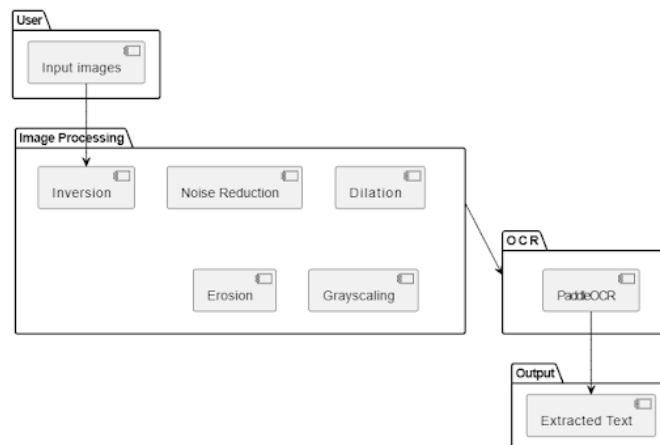 User
Input images
Image Processing
Inversion
Noise Reduction
Dilation
Erosion
Grayscaling
OCR
PaddleOCR
Output
Extracted Text